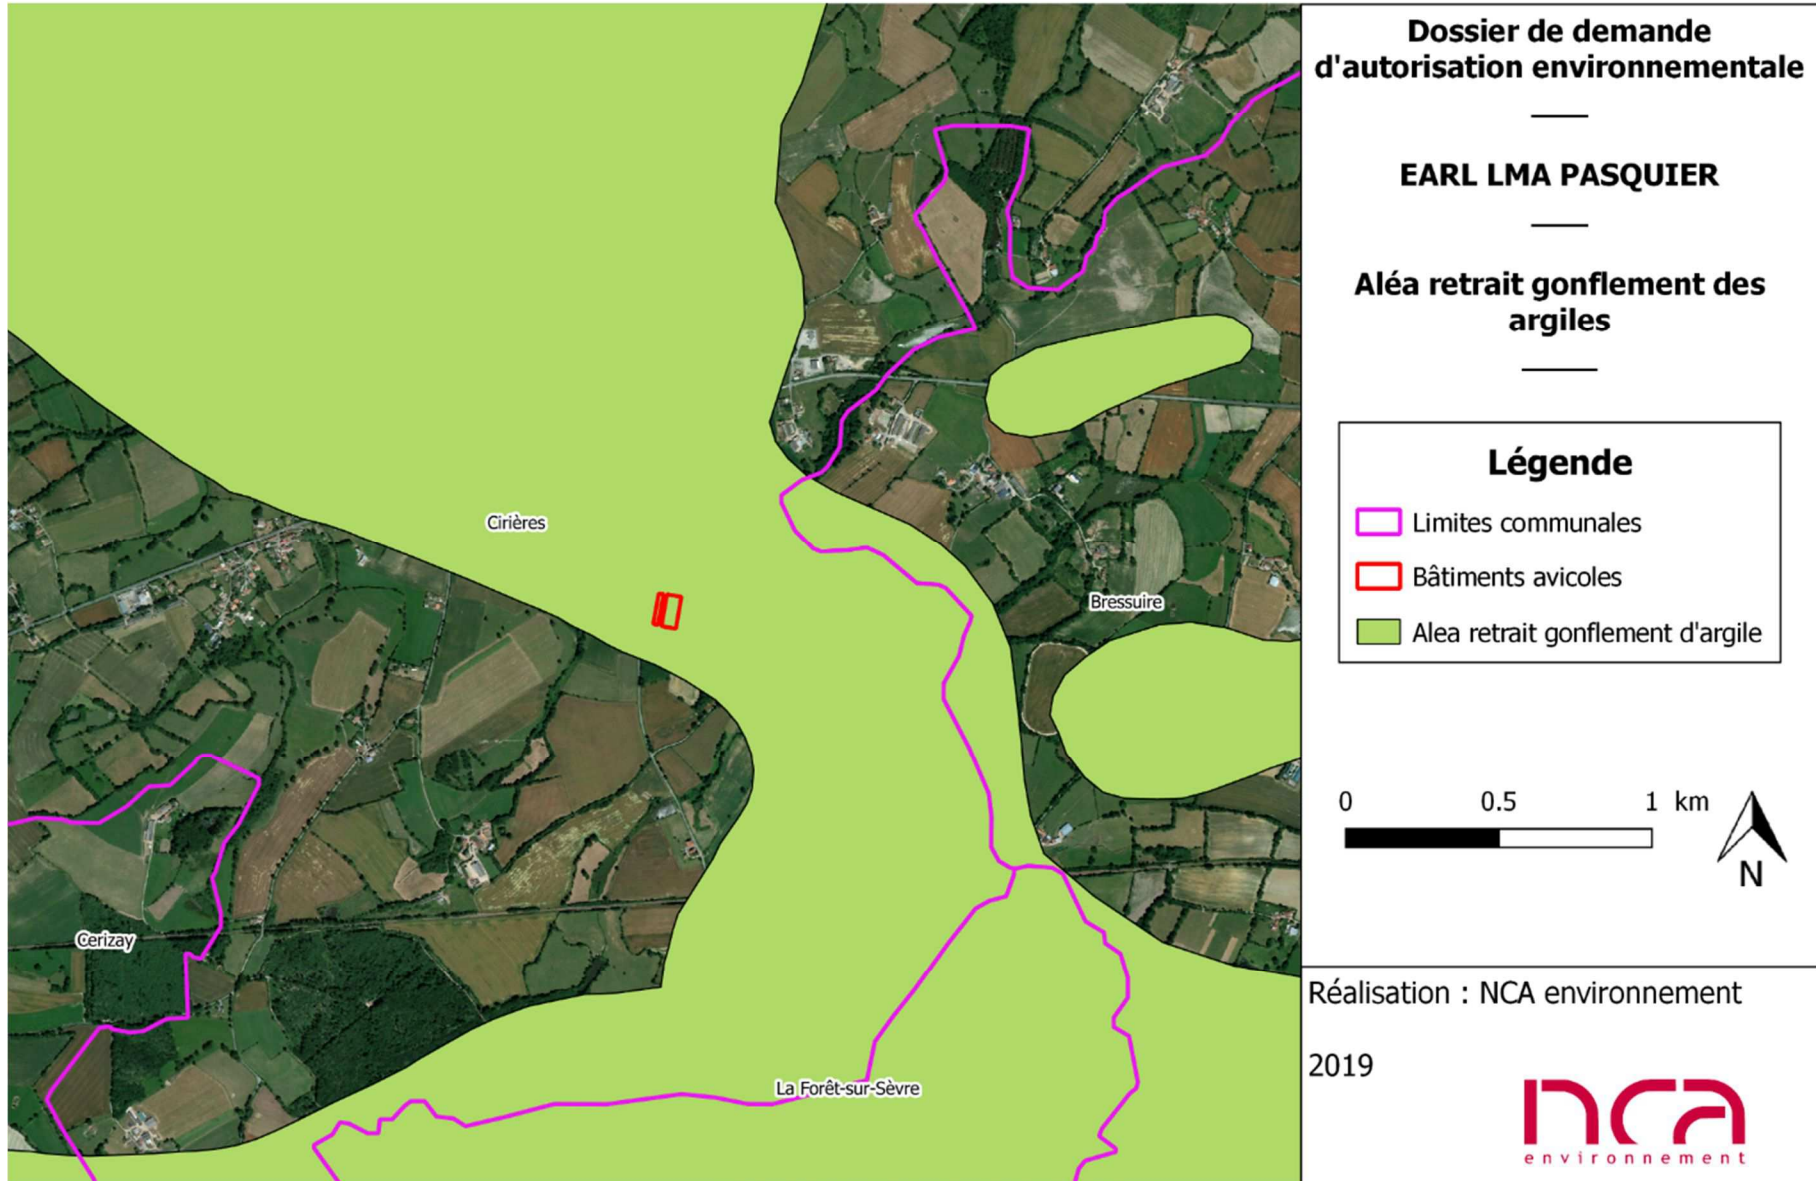 Dossier de demande
d'autorisation environnementale
EARL LMA PASQUIER
Aléa retrait gonflement des
argiles
Légende
Limites communales
Bâtiments avicoles
Alea retrait gonflement d'argile
0 0.5 1 km
N
Réalisation : NCA environnement
2019
nca
environnement
Cirières
Bressuire
Cerizay
La Forêt-sur-Sèvre